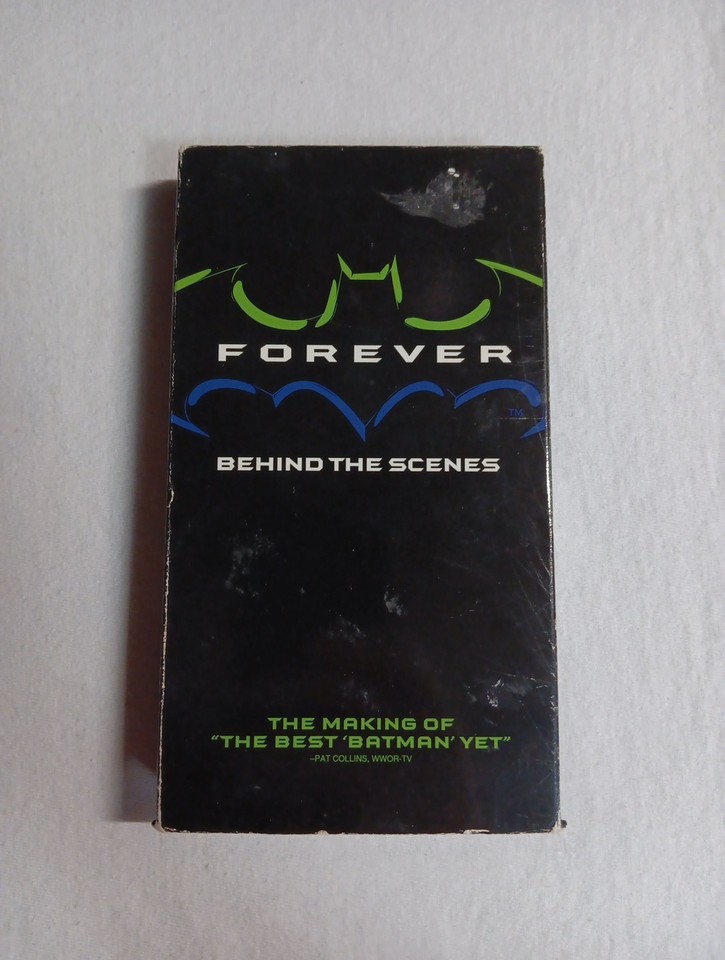 FOREVER
TM
BEHIND THE SCENES
THE MAKING OF
“THE BEST ‘BATMAN’ YET”
–PAT COLLINS, WWOR-TV